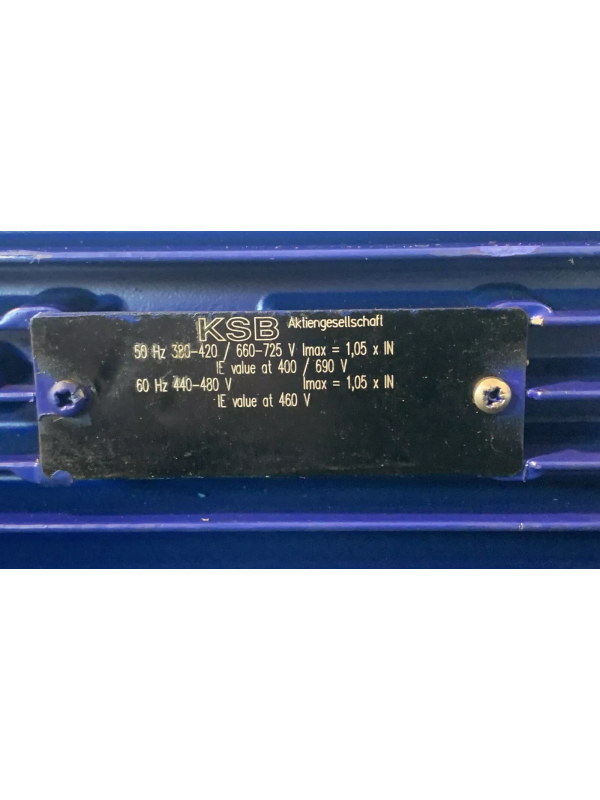 KSB Aktiengesellschaft
50 Hz 380-420 / 660-725 V Imax = 1,05 x IN
IE value at 400 / 690 V
60 Hz 440-480 V Imax = 1,05 x IN
IE value at 460 V